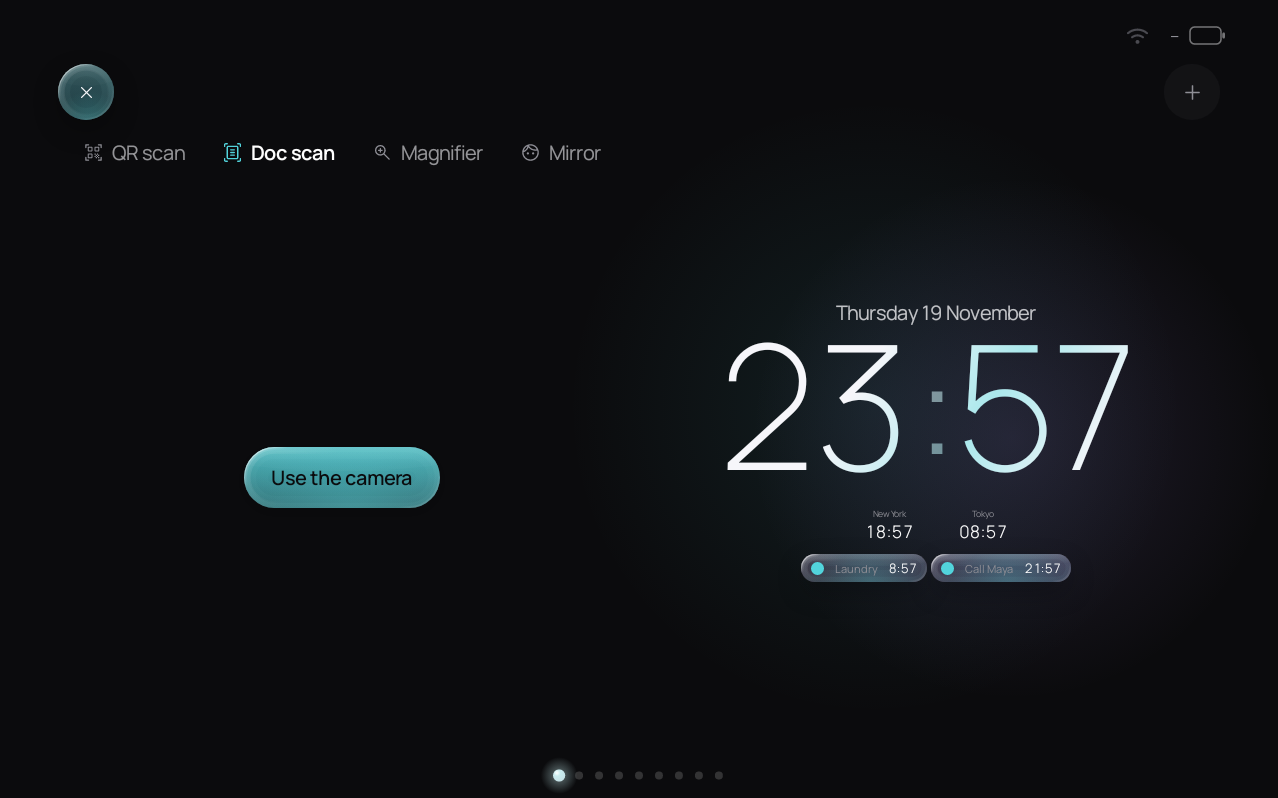 –
QR scan
Doc scan
Magnifier
Mirror
Thursday 19 November
23:57
Use the camera
New York
Tokyo
18:57
08:57
Laundry 8:57
Call Maya 21:57